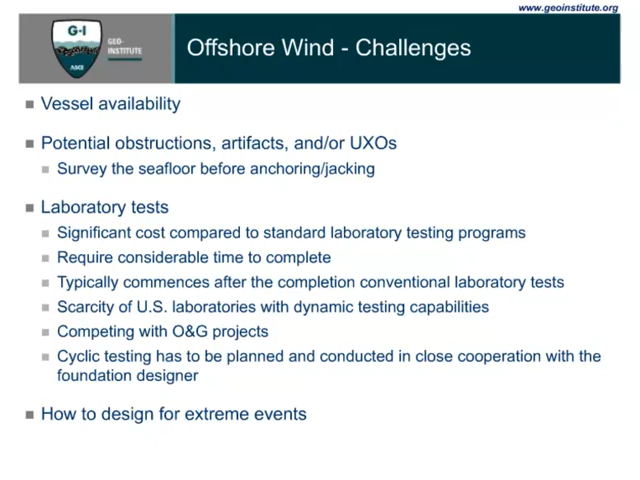 www.geoinstitute.org
G-I
GEO-
INSTITUTE
ASCE
Offshore Wind - Challenges
Vessel availability
Potential obstructions, artifacts, and/or UXOs
Survey the seafloor before anchoring/jacking
Laboratory tests
Significant cost compared to standard laboratory testing programs
Require considerable time to complete
Typically commences after the completion conventional laboratory tests
Scarcity of U.S. laboratories with dynamic testing capabilities
Competing with O&G projects
Cyclic testing has to be planned and conducted in close cooperation with the
foundation designer
How to design for extreme events